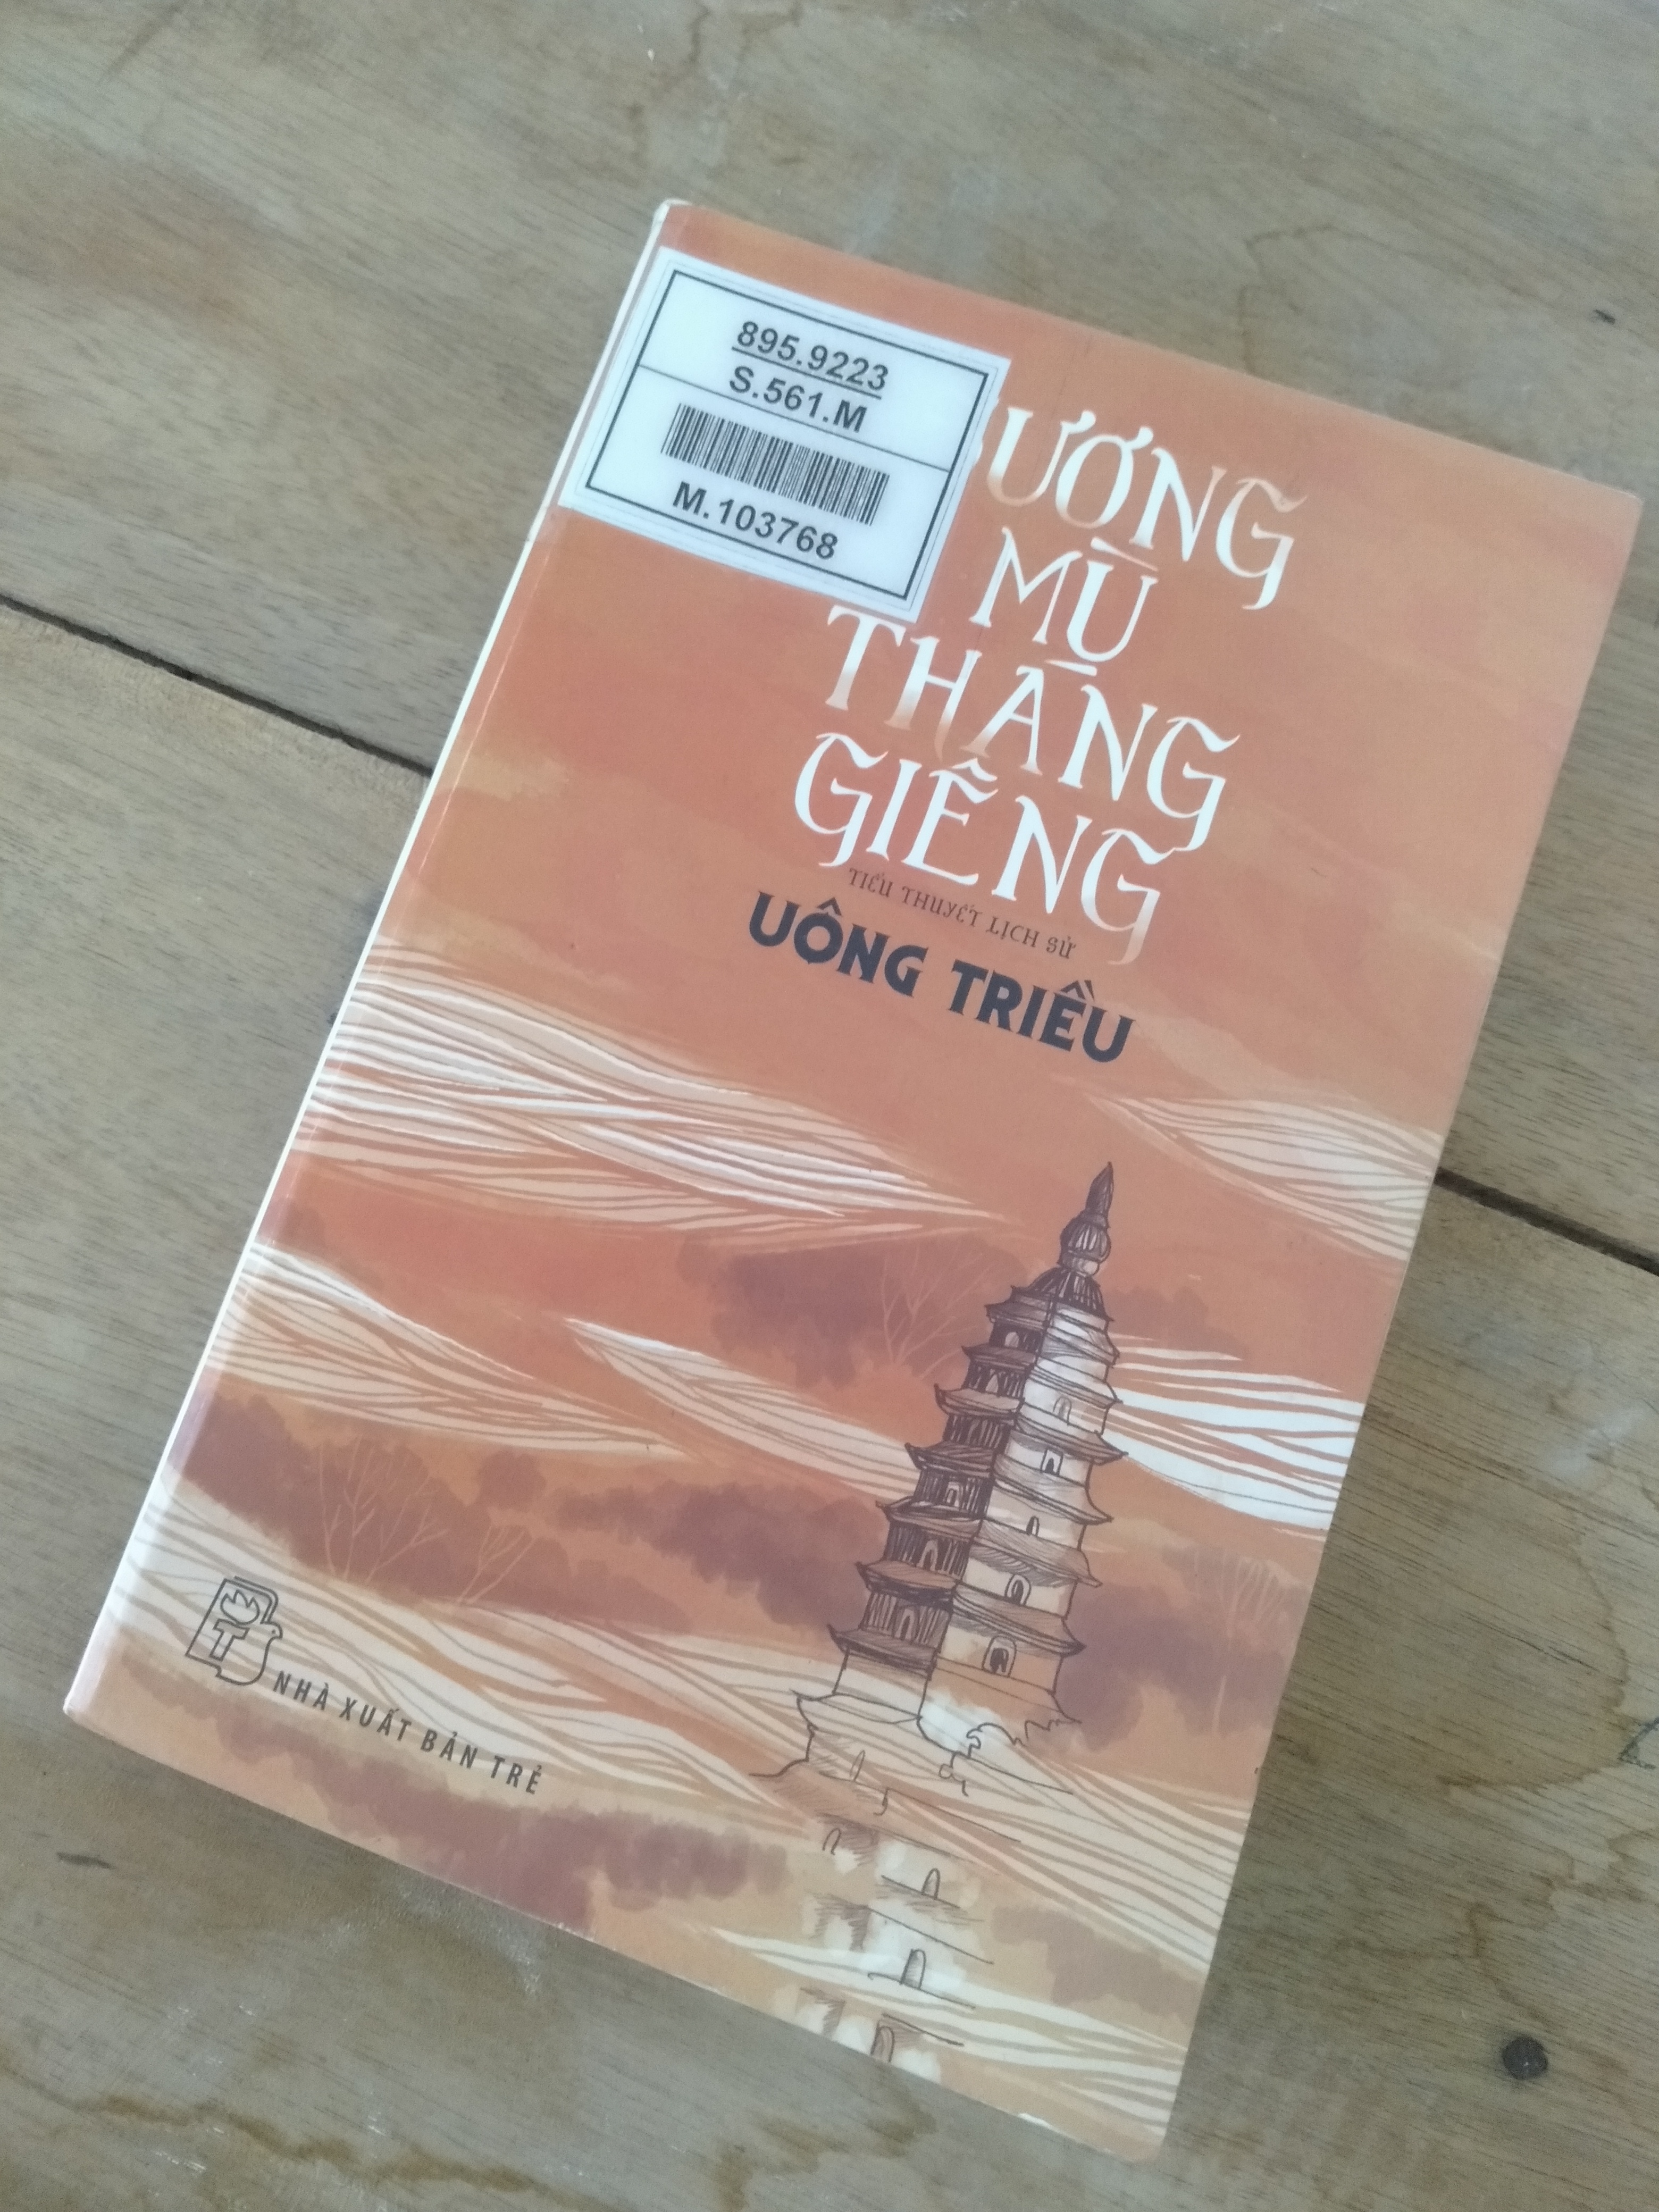 895.9223
S.561.M
M.103768
ƯƠNG
MÙ
THÁNG
GIÊNG
TIỂU THUYẾT LỊCH SỬ
UÔNG TRIỀU
NHÀ XUẤT BẢN TRẺ